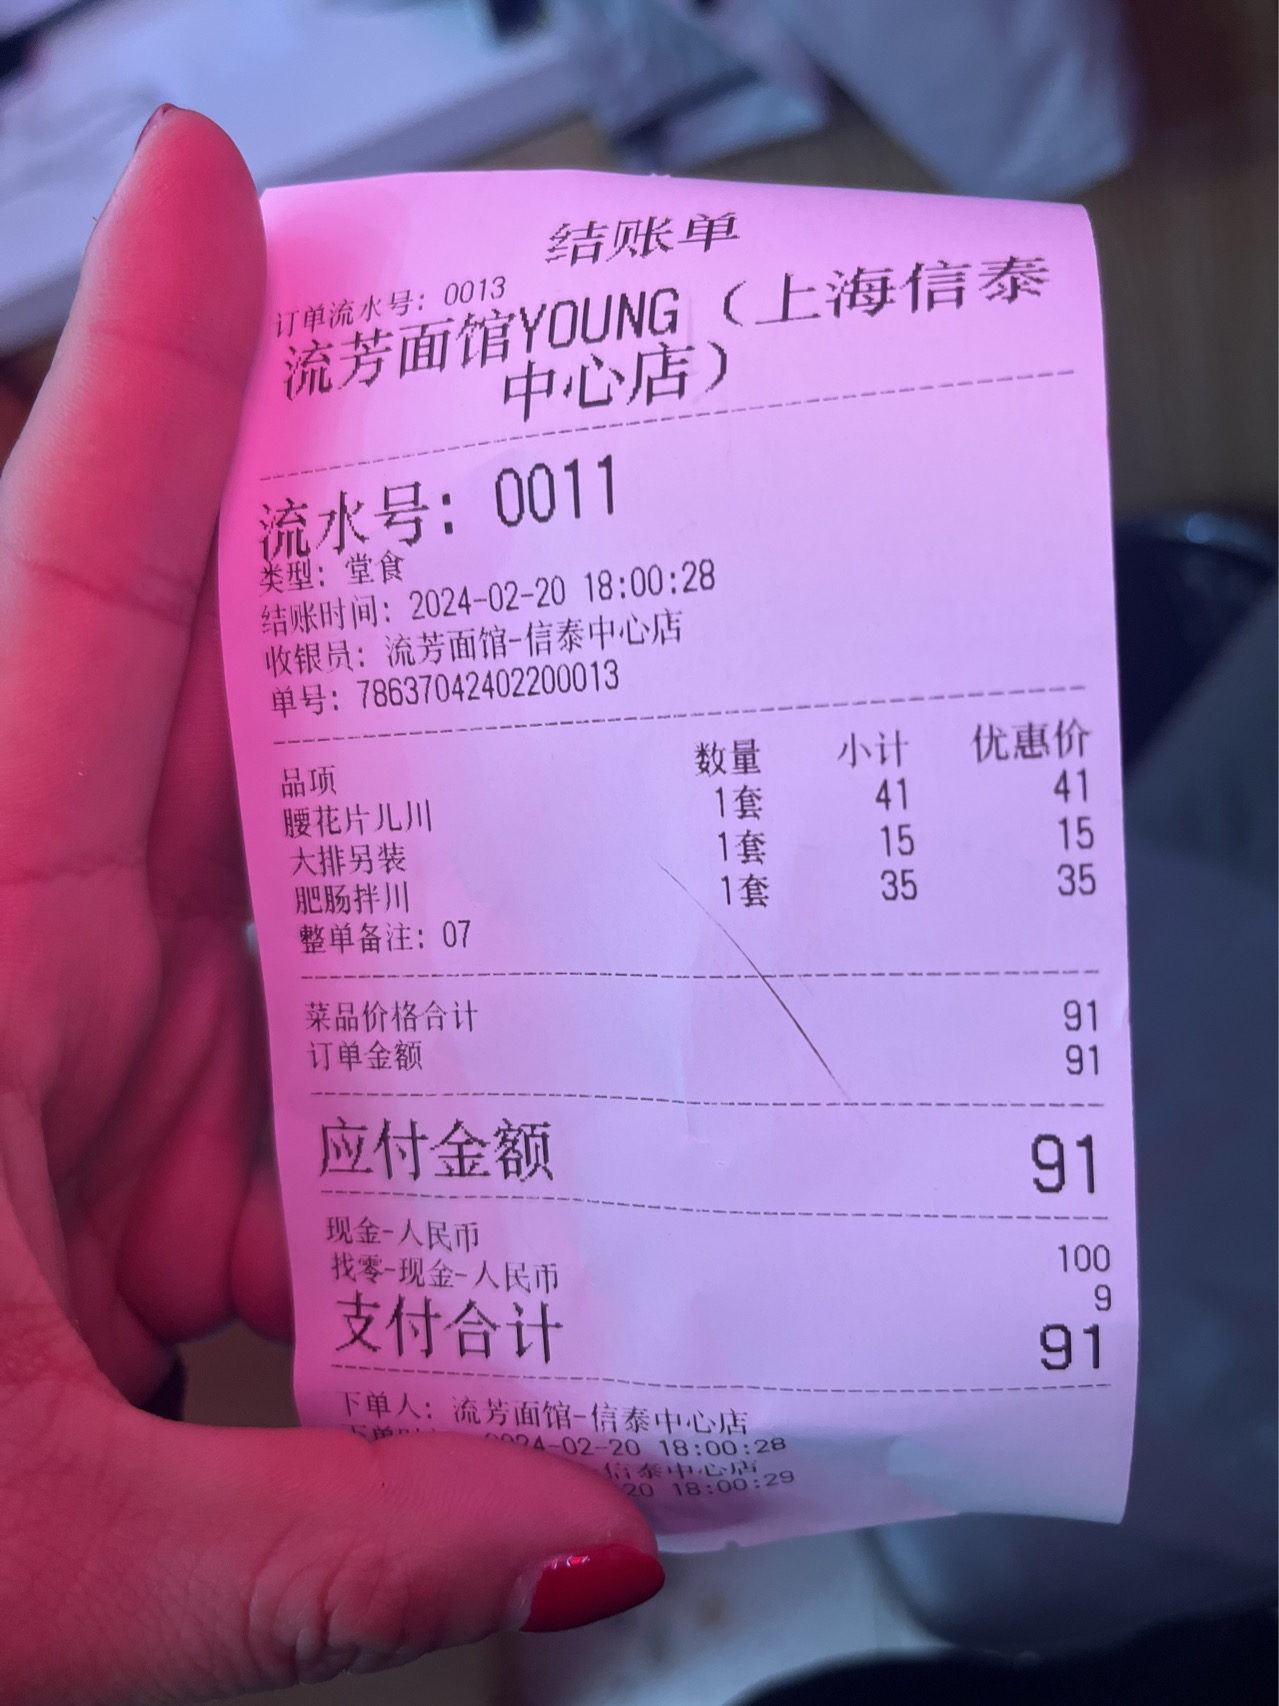 结账单
订单流水号: 0013
流芳面馆YOUNG（上海信泰
中心店）
流水号: 0011
类型: 堂食
结账时间: 2024-02-20 18:00:28
收银员: 流芳面馆-信泰中心店
单号: 78637042402200013
品项 数量 小计 优惠价
腰花片儿川 1套 41 41
大排另装 1套 15 15
肥肠拌川 1套 35 35
整单备注: 07
菜品价格合计 91
订单金额 91
应付金额 91
现金-人民币 100
找零-现金-人民币 9
支付合计 91
下单人: 流芳面馆-信泰中心店
2024-02-20 18:00:28
-信泰中心店
20 18:00:29